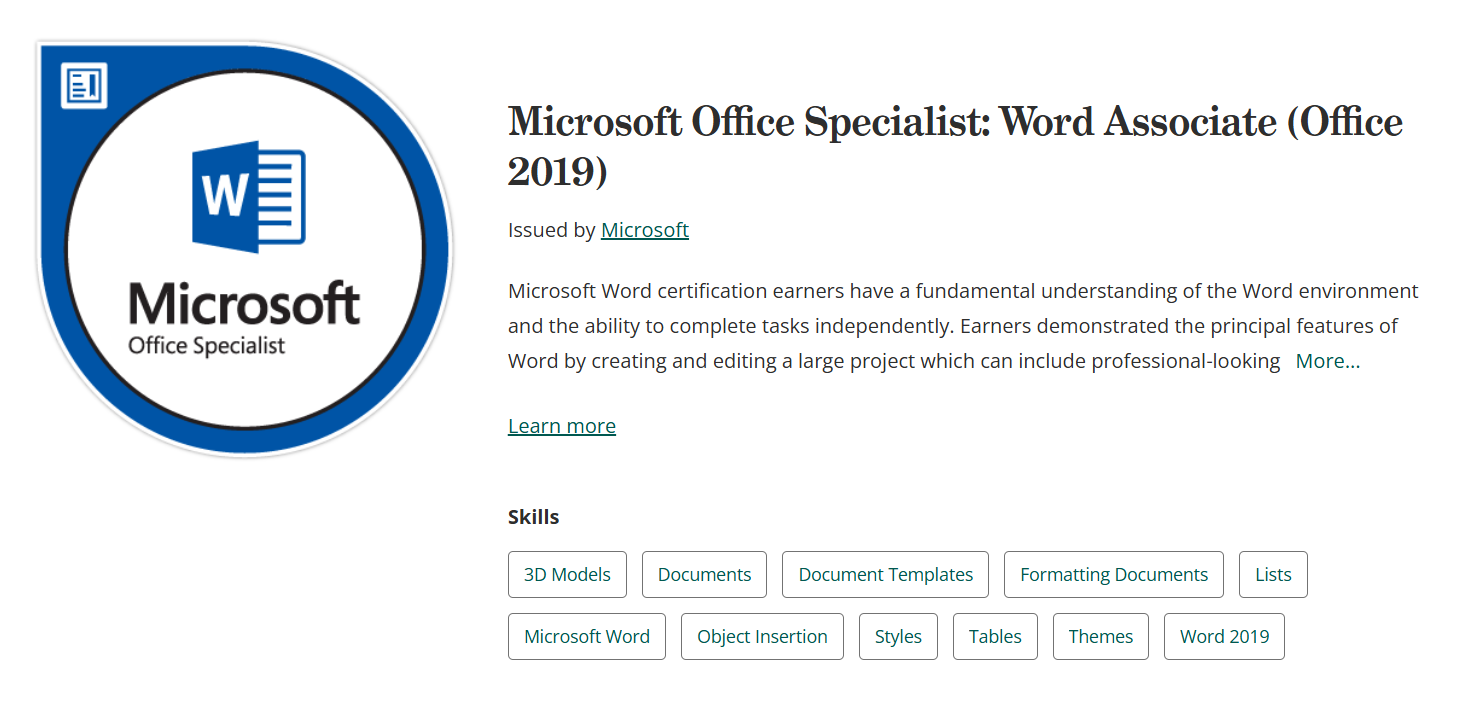 W
Microsoft
Office Specialist
Microsoft Office Specialist: Word Associate (Office
2019)
Issued by Microsoft
Microsoft Word certification earners have a fundamental understanding of the Word environment
and the ability to complete tasks independently. Earners demonstrated the principal features of
Word by creating and editing a large project which can include professional-looking More...
Learn more
Skills
3D Models Documents Document Templates Formatting Documents Lists
Microsoft Word Object Insertion Styles Tables Themes Word 2019